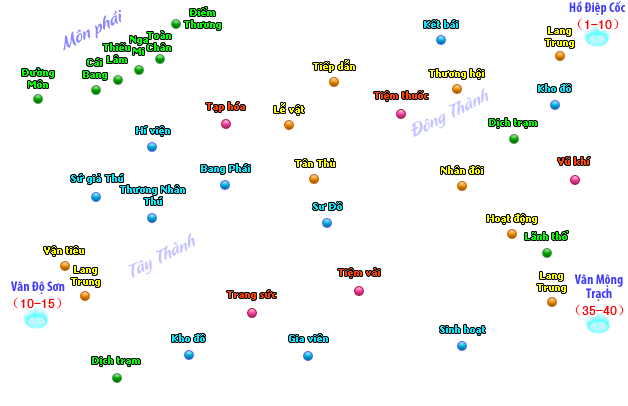 Hồ Điệp Cốc
(1-10)
Điểm
Thương
Môn phái
Kết bái
Lang
Trung
Toàn
Chân
Nga
Mi
Thiếu
Lâm
Cái
Bang
Đường
Môn
Tiếp dẫn
Thương hội
Kho đồ
Tiệm thuốc
Tạp hóa
Lễ vật
Đông Thành
Dịch trạm
Hí viện
Bang Phái
Tân Thủ
Nhân đôi
Vũ khí
Sứ giả Thú
Thương Nhân
Thú
Sư Đồ
Hoạt động
Lãnh thổ
Tây Thành
Vận tiêu
Lang
Trung
Tiệm vải
Lang
Trung
Vân Mộng
Trạch
(35-40)
Vân Độ Sơn
(10-15)
Trang sức
Kho đồ
Gia viên
Sinh hoạt
Dịch trạm